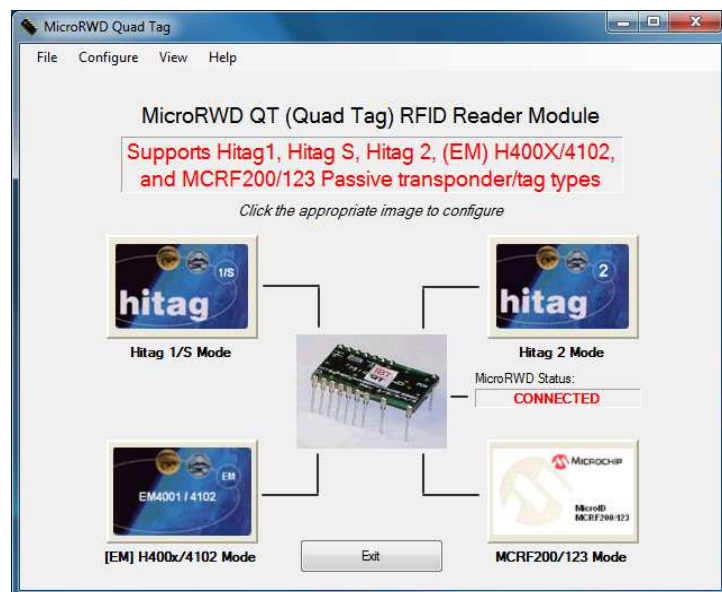 MicroRWD Quad Tag
File Configure View Help
MicroRWD QT (Quad Tag) RFID Reader Module
Supports Hitag1, Hitag S, Hitag 2, (EM) H400X/4102,
and MCRF200/123 Passive transponder/tag types
Click the appropriate image to configure
1/S
hitag
Hitag 1/S Mode
2
hitag
Hitag 2 Mode
MicroRWD Status:
CONNECTED
EM
EM4001 / 4102
[EM] H400x/4102 Mode
MICROCHIP
MicroID
MCRF200/123
MCRF200/123 Mode
Exit